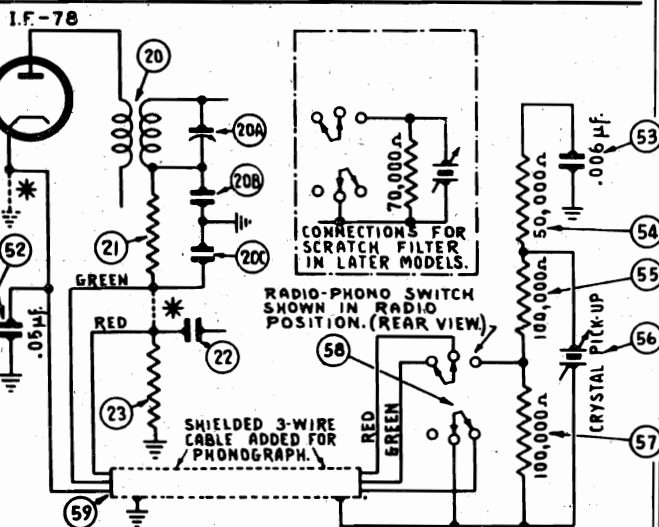 I.F.-78
20
20A
20B
20C
*
52
.05µf.
21
GREEN
*
RED
22
23
59
SHIELDED 3-WIRE
CABLE ADDED FOR
PHONOGRAPH.
70,000Ω
CONNECTIONS FOR
SCRATCH FILTER
IN LATER MODELS.
RADIO-PHONO SWITCH
SHOWN IN RADIO
POSITION. (REAR VIEW.)
58
RED
GREEN
53
.006µf.
54
50,000Ω
55
100,000Ω
56
CRYSTAL PICK-UP
57
100,000Ω